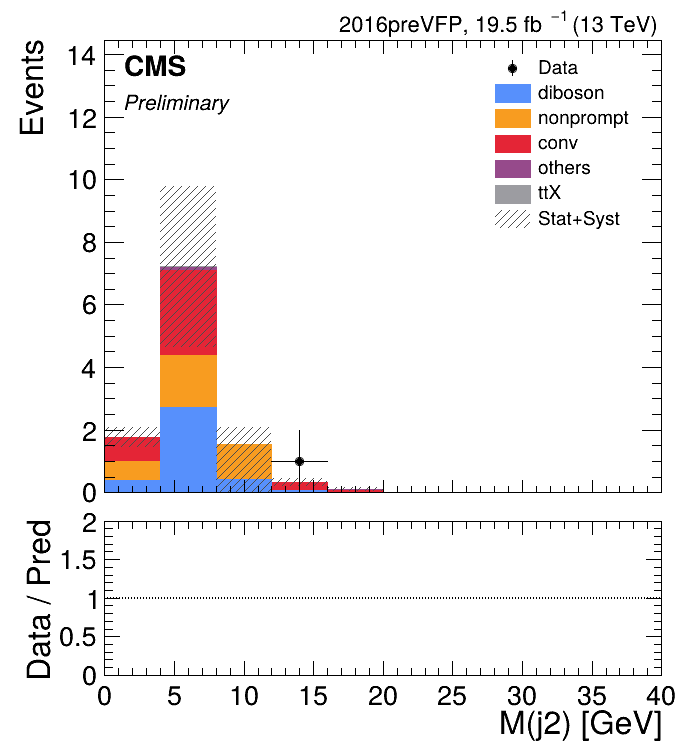 2016preVFP, 19.5 fb⁻¹ (13 TeV)
CMS
Preliminary
Data
diboson
nonprompt
conv
others
ttX
Stat+Syst
Events
14
12
10
8
6
4
2
0
Data / Pred
2
1.5
1
0.5
0
0 5 10 15 20 25 30 35 40
M(j2) [GeV]